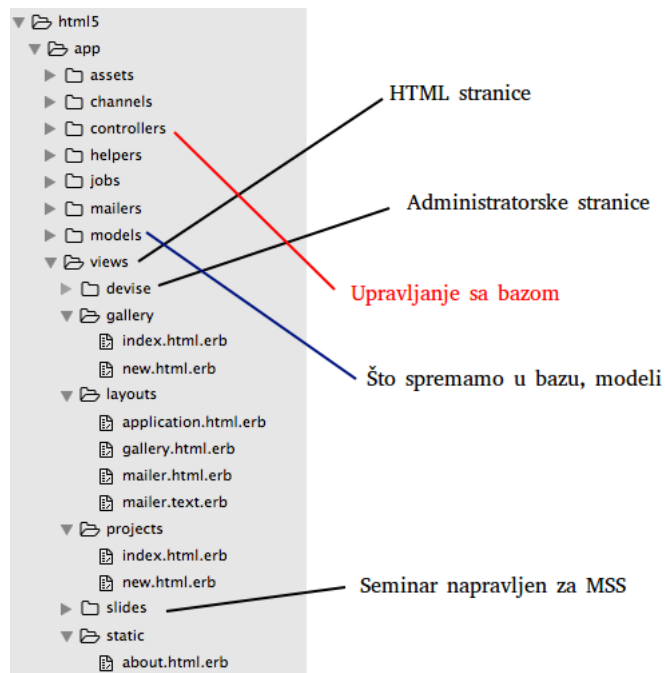 html5
app
assets
channels
controllers
helpers
jobs
mailers
models
views
devise
gallery
index.html.erb
new.html.erb
layouts
application.html.erb
gallery.html.erb
mailer.html.erb
mailer.text.erb
projects
index.html.erb
new.html.erb
slides
static
about.html.erb
HTML stranice
Administratorske stranice
Upravljanje sa bazom
Što spremamo u bazu, modeli
Seminar napravljen za MSS